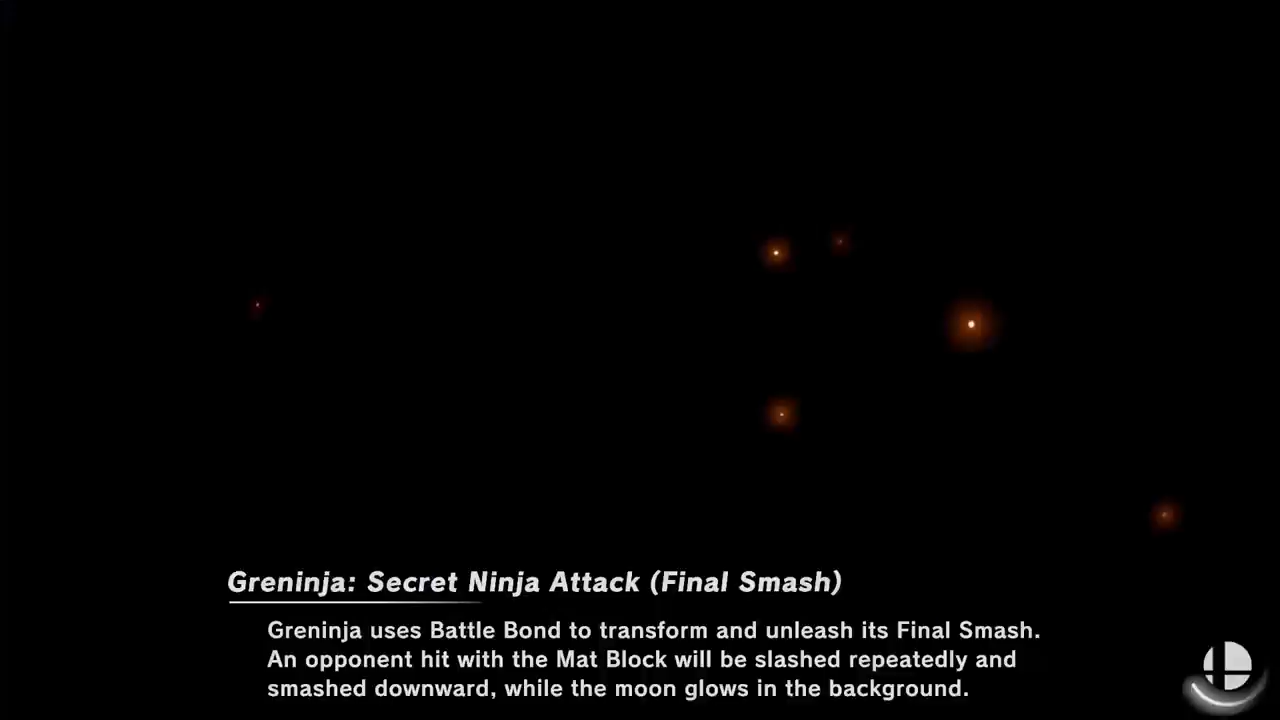 Greninja: Secret Ninja Attack (Final Smash)
Greninja uses Battle Bond to transform and unleash its Final Smash.
An opponent hit with the Mat Block will be slashed repeatedly and
smashed downward, while the moon glows in the background.